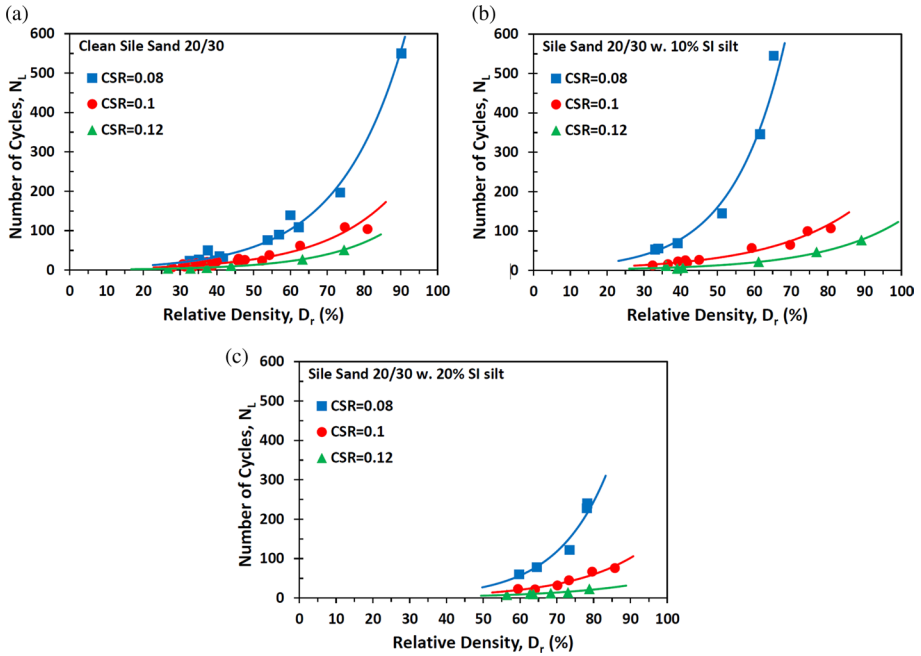 (a)
Clean Sile Sand 20/30
CSR=0.08
CSR=0.1
CSR=0.12
600
500
400
300
200
100
0
0 10 20 30 40 50 60 70 80 90 100
Number of Cycles, N_L
Relative Density, D_r (%)
(b)
Sile Sand 20/30 w. 10% SI silt
CSR=0.08
CSR=0.1
CSR=0.12
600
500
400
300
200
100
0
0 10 20 30 40 50 60 70 80 90 100
Number of Cycles, N_L
Relative Density, D_r (%)
(c)
Sile Sand 20/30 w. 20% SI silt
CSR=0.08
CSR=0.1
CSR=0.12
600
500
400
300
200
100
0
0 10 20 30 40 50 60 70 80 90 100
Number of Cycles, N_L
Relative Density, D_r (%)